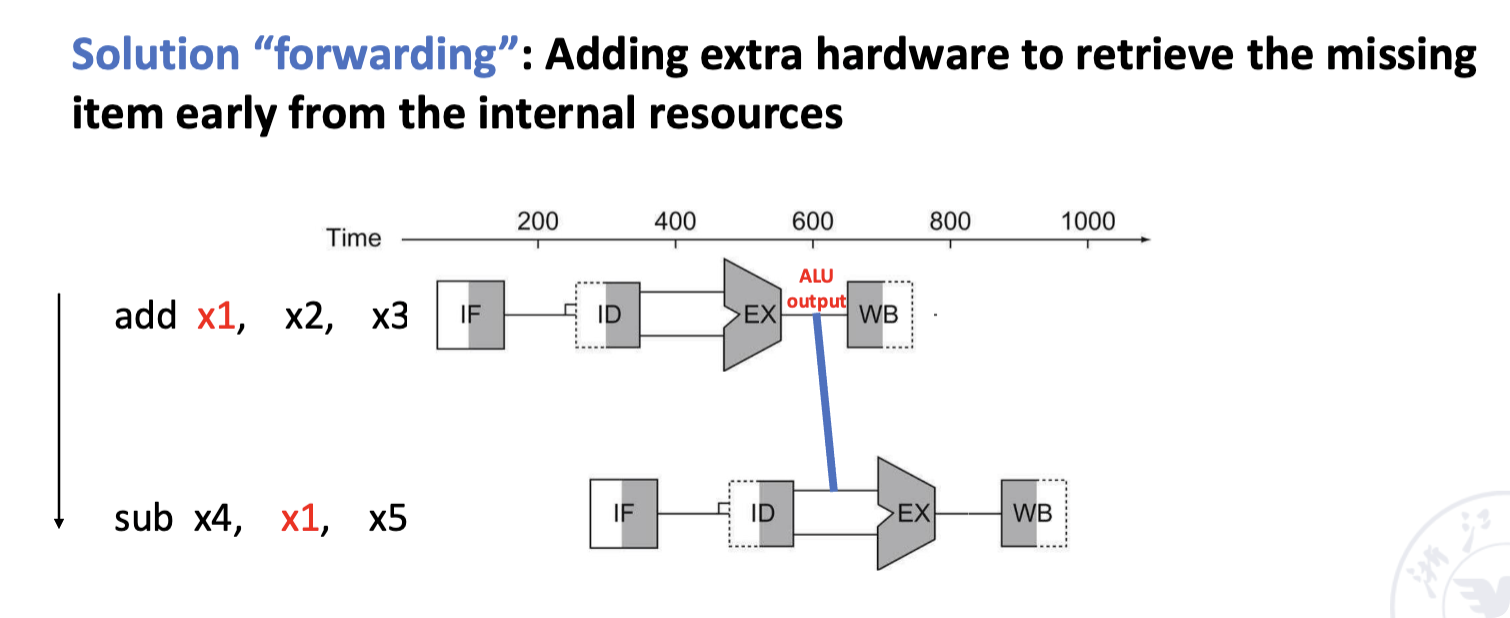 Solution “forwarding”: Adding extra hardware to retrieve the missing
item early from the internal resources
Time 200 400 600 800 1000
add x1, x2, x3 IF ID EX ALU output WB
sub x4, x1, x5 IF ID EX WB
浙江